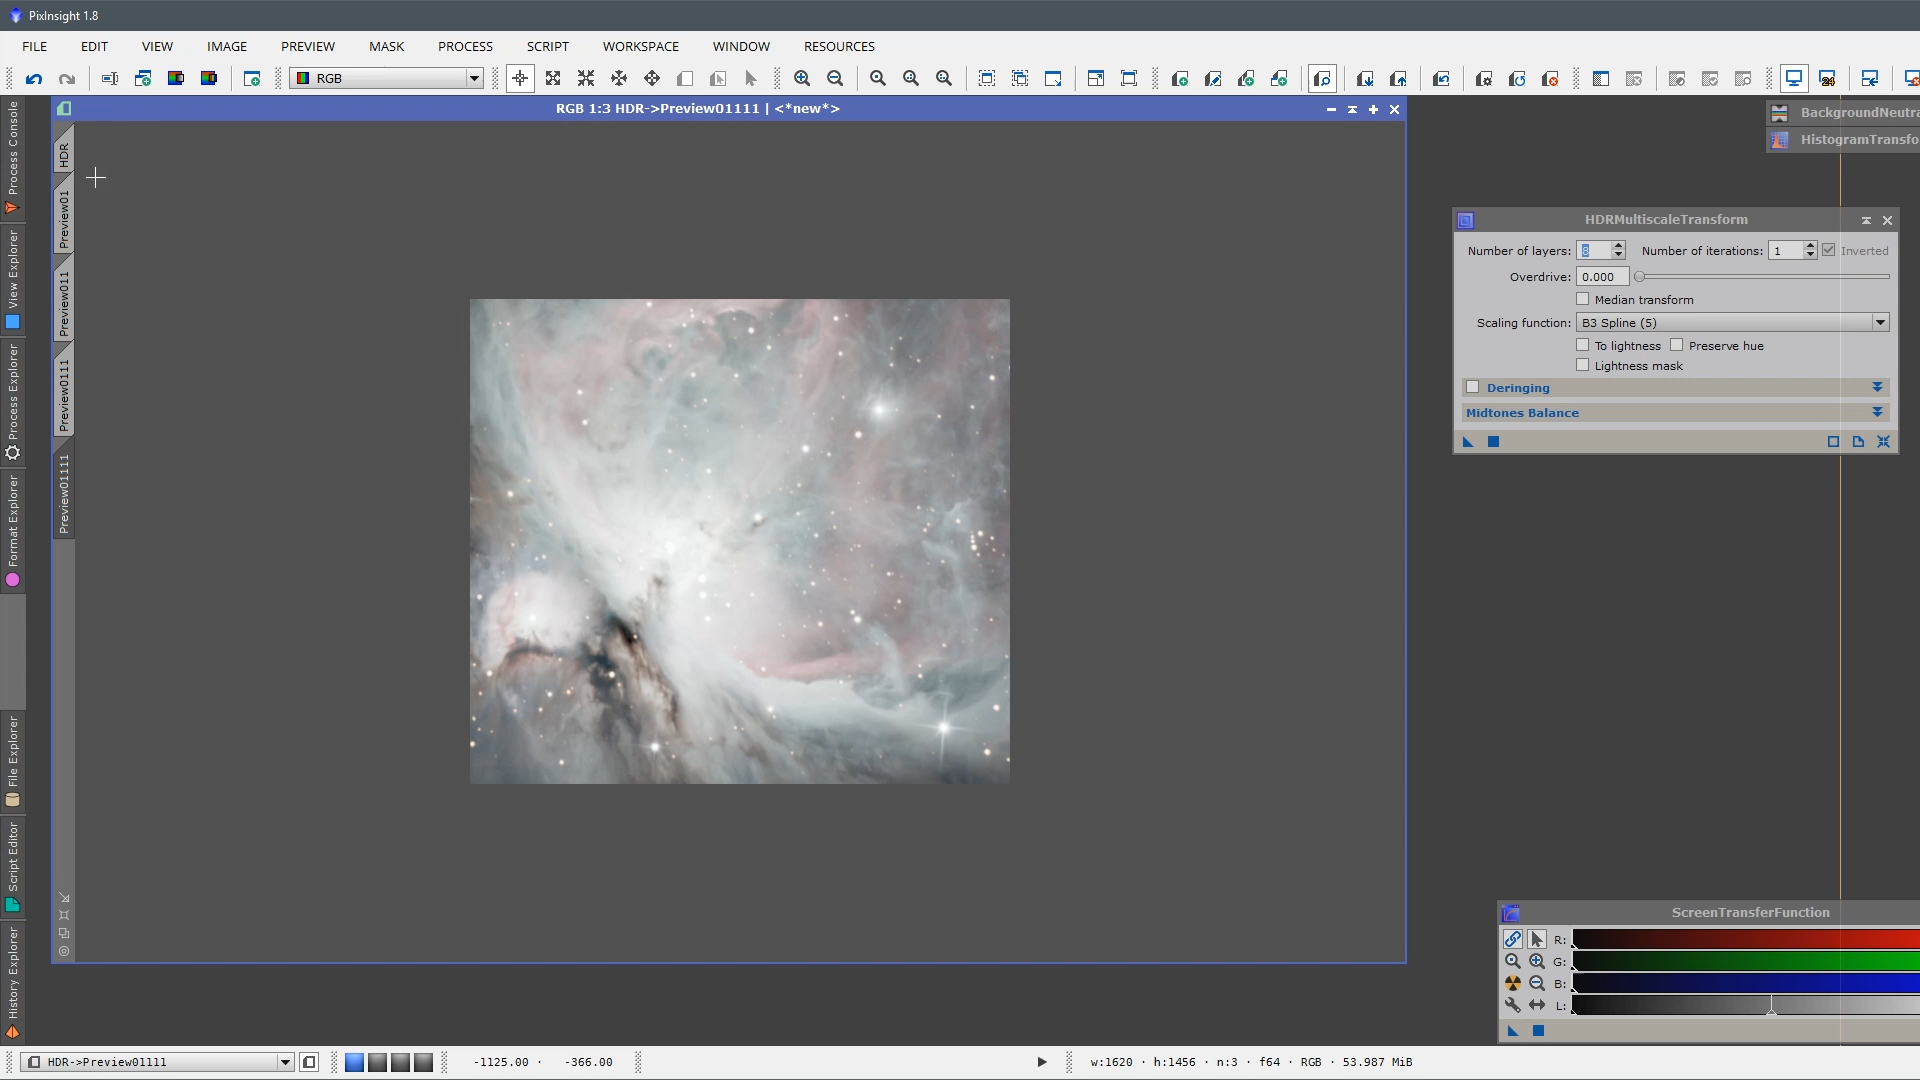 PixInsight 1.8
FILE EDIT VIEW IMAGE PREVIEW MASK PROCESS SCRIPT WORKSPACE WINDOW RESOURCES
RGB
24
RGB 1:3 HDR->Preview01111 | <*new*>
Process Console
View Explorer
Process Explorer
Format Explorer
File Explorer
Script Editor
History Explorer
HDR
Preview01
Preview011
Preview0111
Preview01111
BackgroundNeutra
HistogramTransfo
HDRMultiscaleTransform
Number of layers: 8 Number of iterations: 1 Inverted
Overdrive: 0.000
Median transform
Scaling function: B3 Spline (5)
To lightness Preserve hue
Lightness mask
Deringing
Midtones Balance
ScreenTransferFunction
R:
G:
B:
L:
HDR->Preview01111 -1125.00 · -366.00 w:1620 · h:1456 · n:3 · f64 · RGB · 53.987 MiB